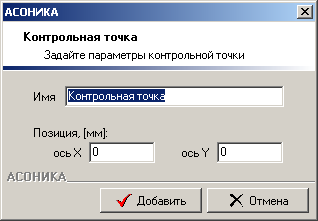 АСОНИКА
Контрольная точка
Задайте параметры контрольной точки
Имя Контрольная точка
Позиция, [мм]:
ось X 0 ось Y 0
АСОНИКА
Добавить Отмена